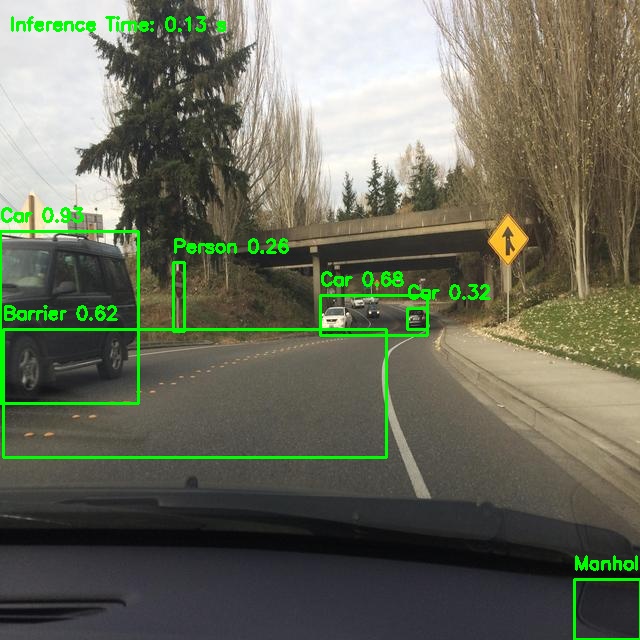 Inference Time: 0.13 s
Car 0.93
Person 0.26
Car 0.68
Car 0.32
Barrier 0.62
Manhol